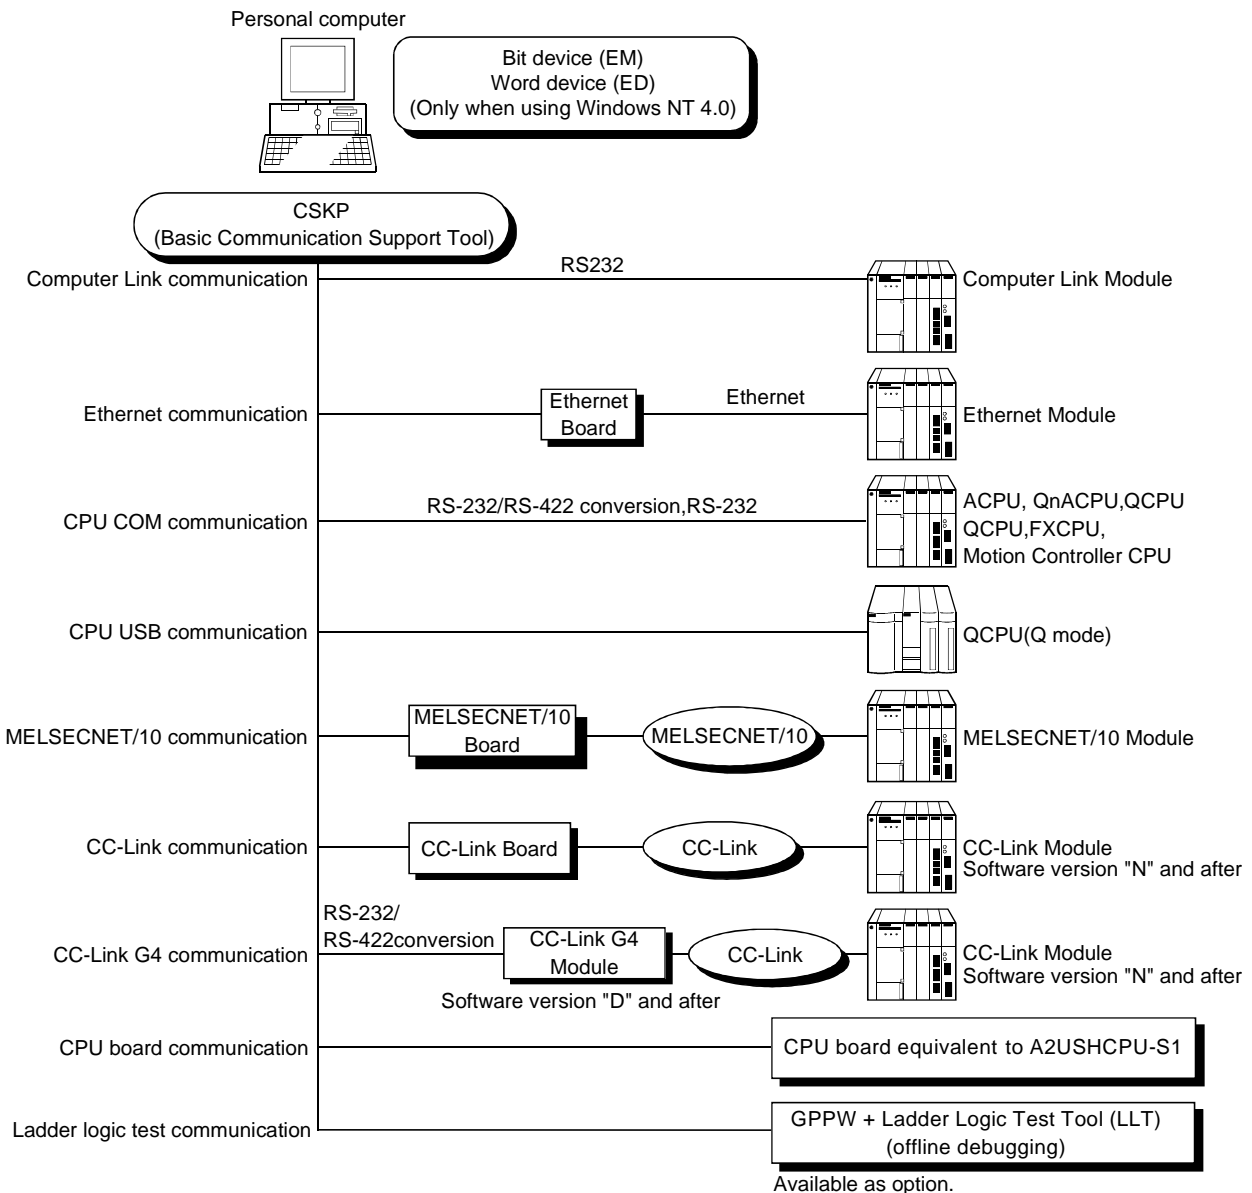 Personal computer
Bit device (EM)
Word device (ED)
(Only when using Windows NT 4.0)
CSKP
(Basic Communication Support Tool)
Computer Link communication
RS232
Computer Link Module
Ethernet communication
Ethernet
Board
Ethernet
Ethernet Module
CPU COM communication
RS-232/RS-422 conversion,RS-232
ACPU, QnACPU,QCPU
QCPU,FXCPU,
Motion Controller CPU
CPU USB communication
QCPU(Q mode)
MELSECNET/10 communication
MELSECNET/10
Board
MELSECNET/10
MELSECNET/10 Module
CC-Link communication
CC-Link Board
CC-Link
CC-Link Module
Software version "N" and after
CC-Link G4 communication
RS-232/
RS-422conversion
CC-Link G4
Module
Software version "D" and after
CC-Link
CC-Link Module
Software version "N" and after
CPU board communication
CPU board equivalent to A2USHCPU-S1
Ladder logic test communication
GPPW + Ladder Logic Test Tool (LLT)
(offline debugging)
Available as option.